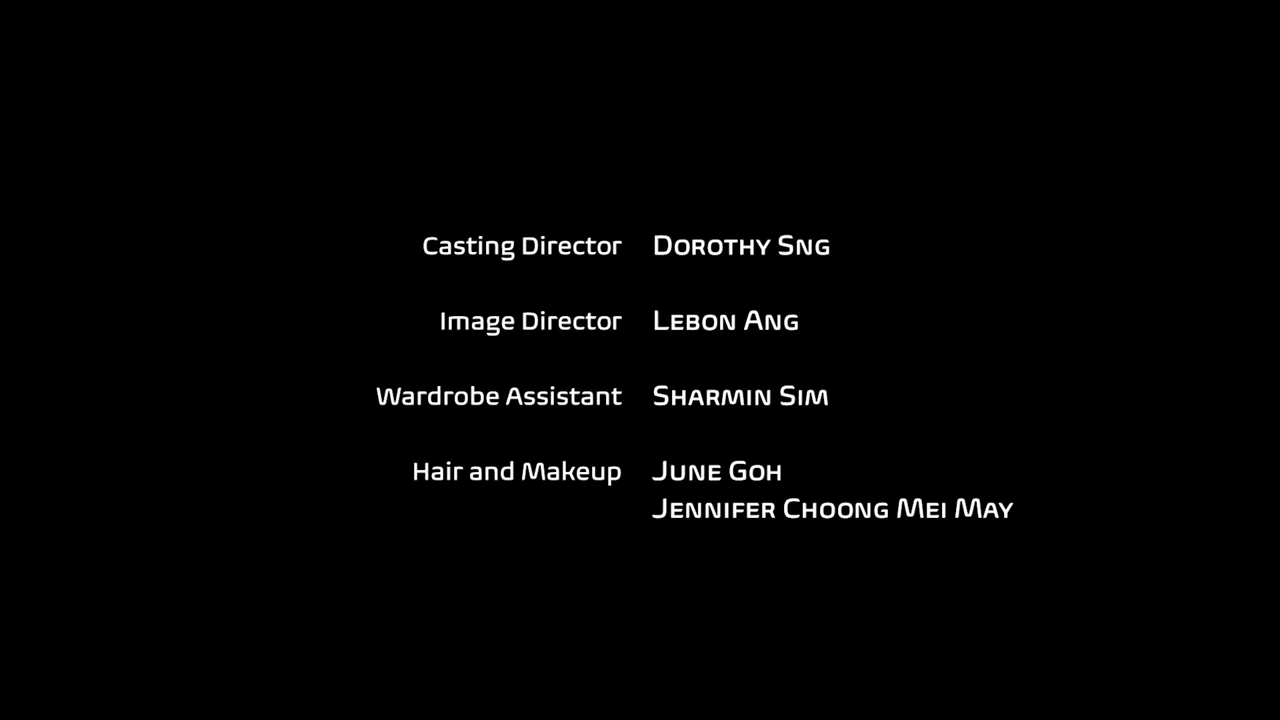 Casting Director Dorothy Sng
Image Director Lebon Ang
Wardrobe Assistant Sharmin Sim
Hair and Makeup June Goh
Jennifer Choong Mei May